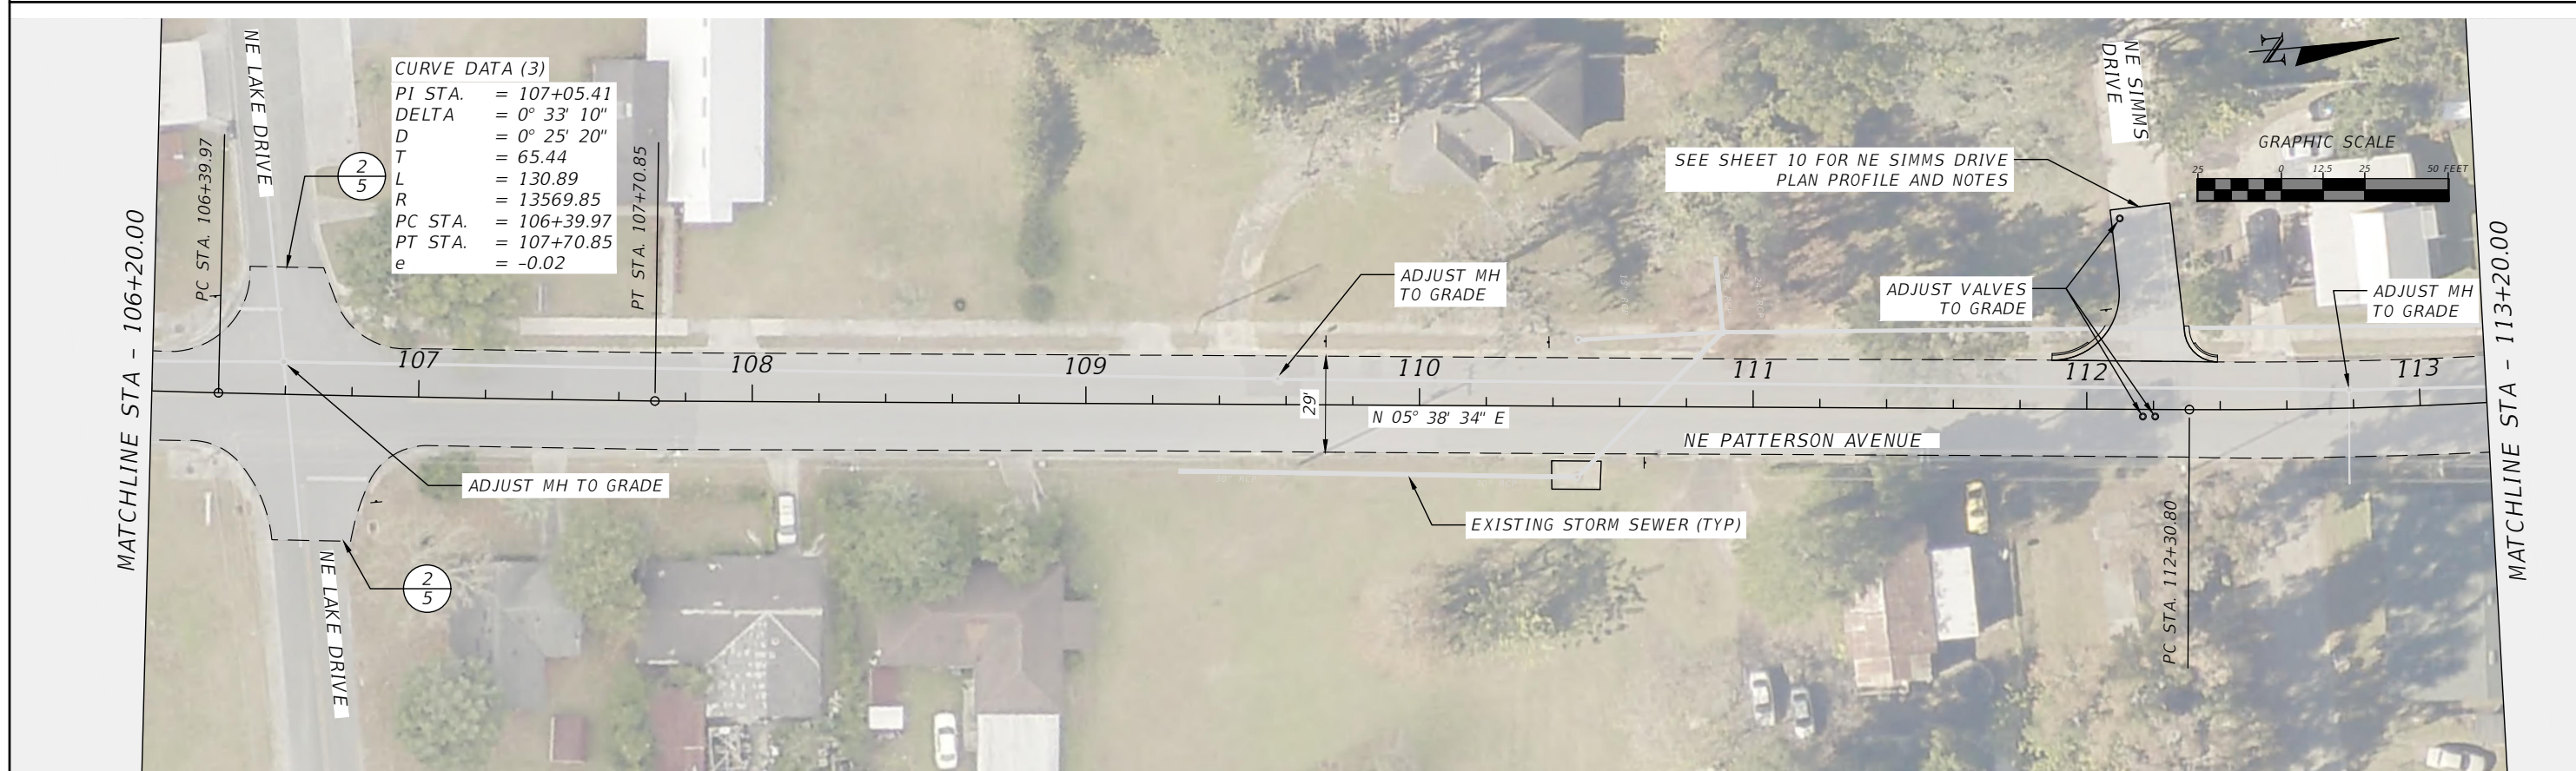 MATCHLINE STA - 106+20.00
PC STA. 106+39.97
NE LAKE DRIVE
2
5
CURVE DATA (3)
PI STA. = 107+05.41
DELTA = 0° 33' 10"
D = 0° 25' 20"
T = 65.44
L = 130.89
R = 13569.85
PC STA. = 106+39.97
PT STA. = 107+70.85
e = -0.02
PT STA. 107+70.85
ADJUST MH
TO GRADE
SEE SHEET 10 FOR NE SIMMS DRIVE
PLAN PROFILE AND NOTES
NE SIMMS
DRIVE
N
GRAPHIC SCALE
25 0 12.5 25 50 FEET
ADJUST VALVES
TO GRADE
ADJUST MH
TO GRADE
MATCHLINE STA - 113+20.00
107 108 109 110 111 112 113
29'
N 05° 38' 34" E
NE PATTERSON AVENUE
ADJUST MH TO GRADE
EXISTING STORM SEWER (TYP)
2
5
NE LAKE DRIVE
PC STA. 112+30.80